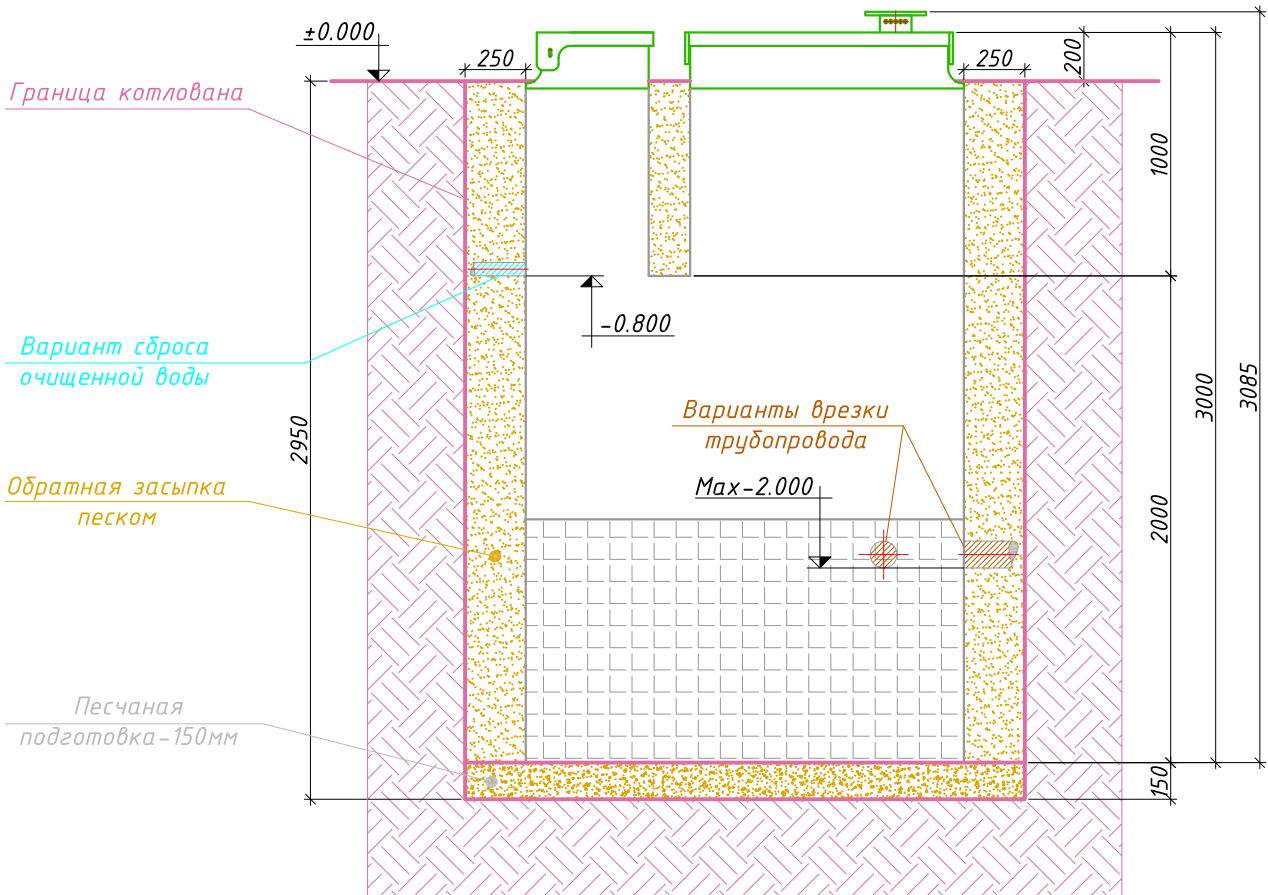 ±0.000
250
250
200
Граница котлована
1000
-0.800
Вариант сброса
очищенной воды
3000
3085
2950
Варианты врезки
трубопровода
Обратная засыпка
песком
Max-2.000
2000
Песчаная
подготовка-150мм
150